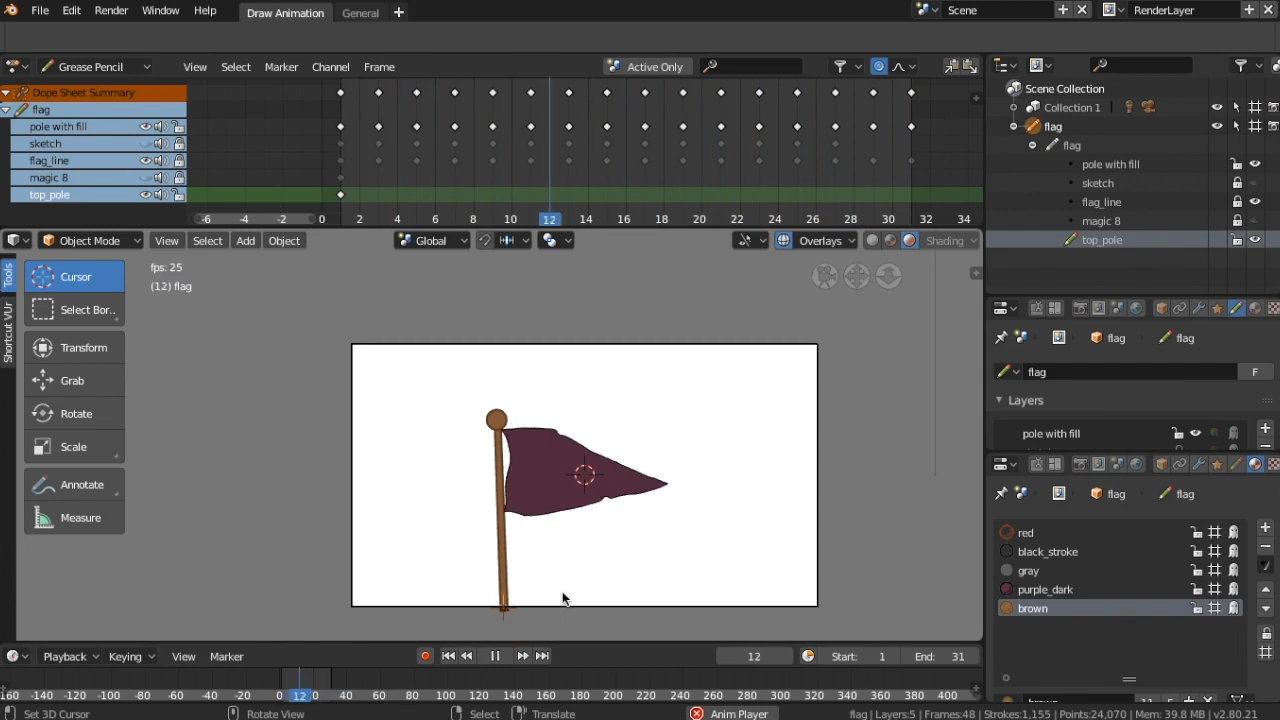 File Edit Render Window Help Draw Animation General Scene RenderLayer
Grease Pencil View Select Marker Channel Frame Active Only
Dope Sheet Summary
flag
pole with fill
sketch
flag_line
magic 8
top_pole
-6 -4 -2 0 2 4 6 8 10 12 14 16 18 20 22 24 26 28 30 32 34
Scene Collection
Collection 1
flag
flag
pole with fill
sketch
flag_line
magic 8
top_pole
Object Mode View Select Add Object Global Overlays Shading
Tools
Shortcut VUr
Cursor
Select Bor..
Transform
Grab
Rotate
Scale
Annotate
Measure
fps: 25
(12) flag
flag flag
flag F
Layers
pole with fill
flag flag
red
black_stroke
gray
purple_dark
brown
Playback Keying View Marker 12 Start: 1 End: 31
160 -140 -120 -100 -80 -60 -40 -20 0 12 20 40 60 80 100 120 140 160 180 200 220 240 260 280 300 320 340 360 380 400
Set 3D Cursor Rotate View Select Translate Anim Player flag | Layers:5 | Frames:48 | Strokes:1,155 | Points:24,070 | Mem: 39.8 MB | v2.80.21